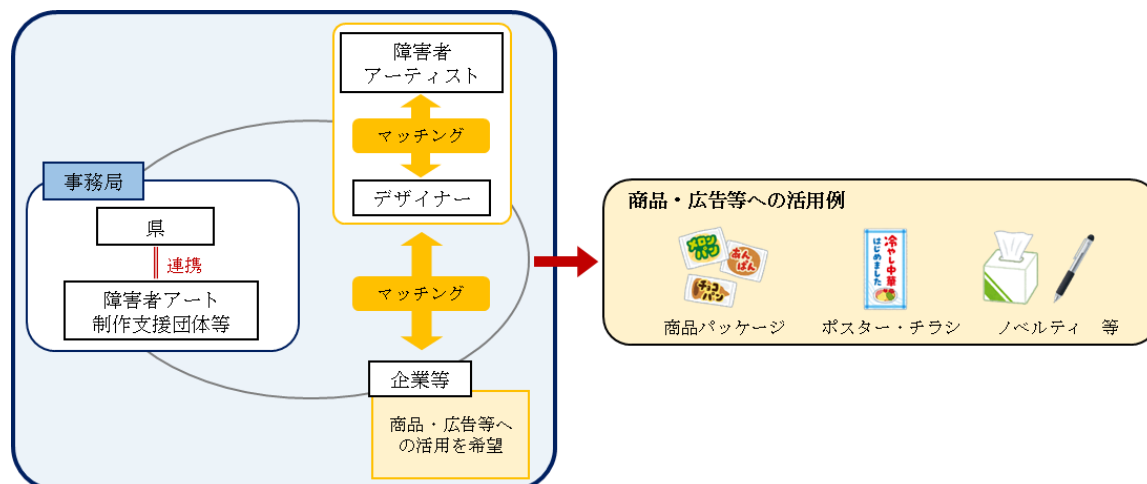 障害者
アーティスト
マッチング
デザイナー
事務局
県
連携
障害者アート
制作支援団体等
マッチング
企業等
商品・広告等へ
の活用を希望
商品・広告等への活用例
メロン
パン
あん
ぱん
チョコ
パン
冷やし中華
はじめました
商品パッケージ
ポスター・チラシ
ノベルティ 等